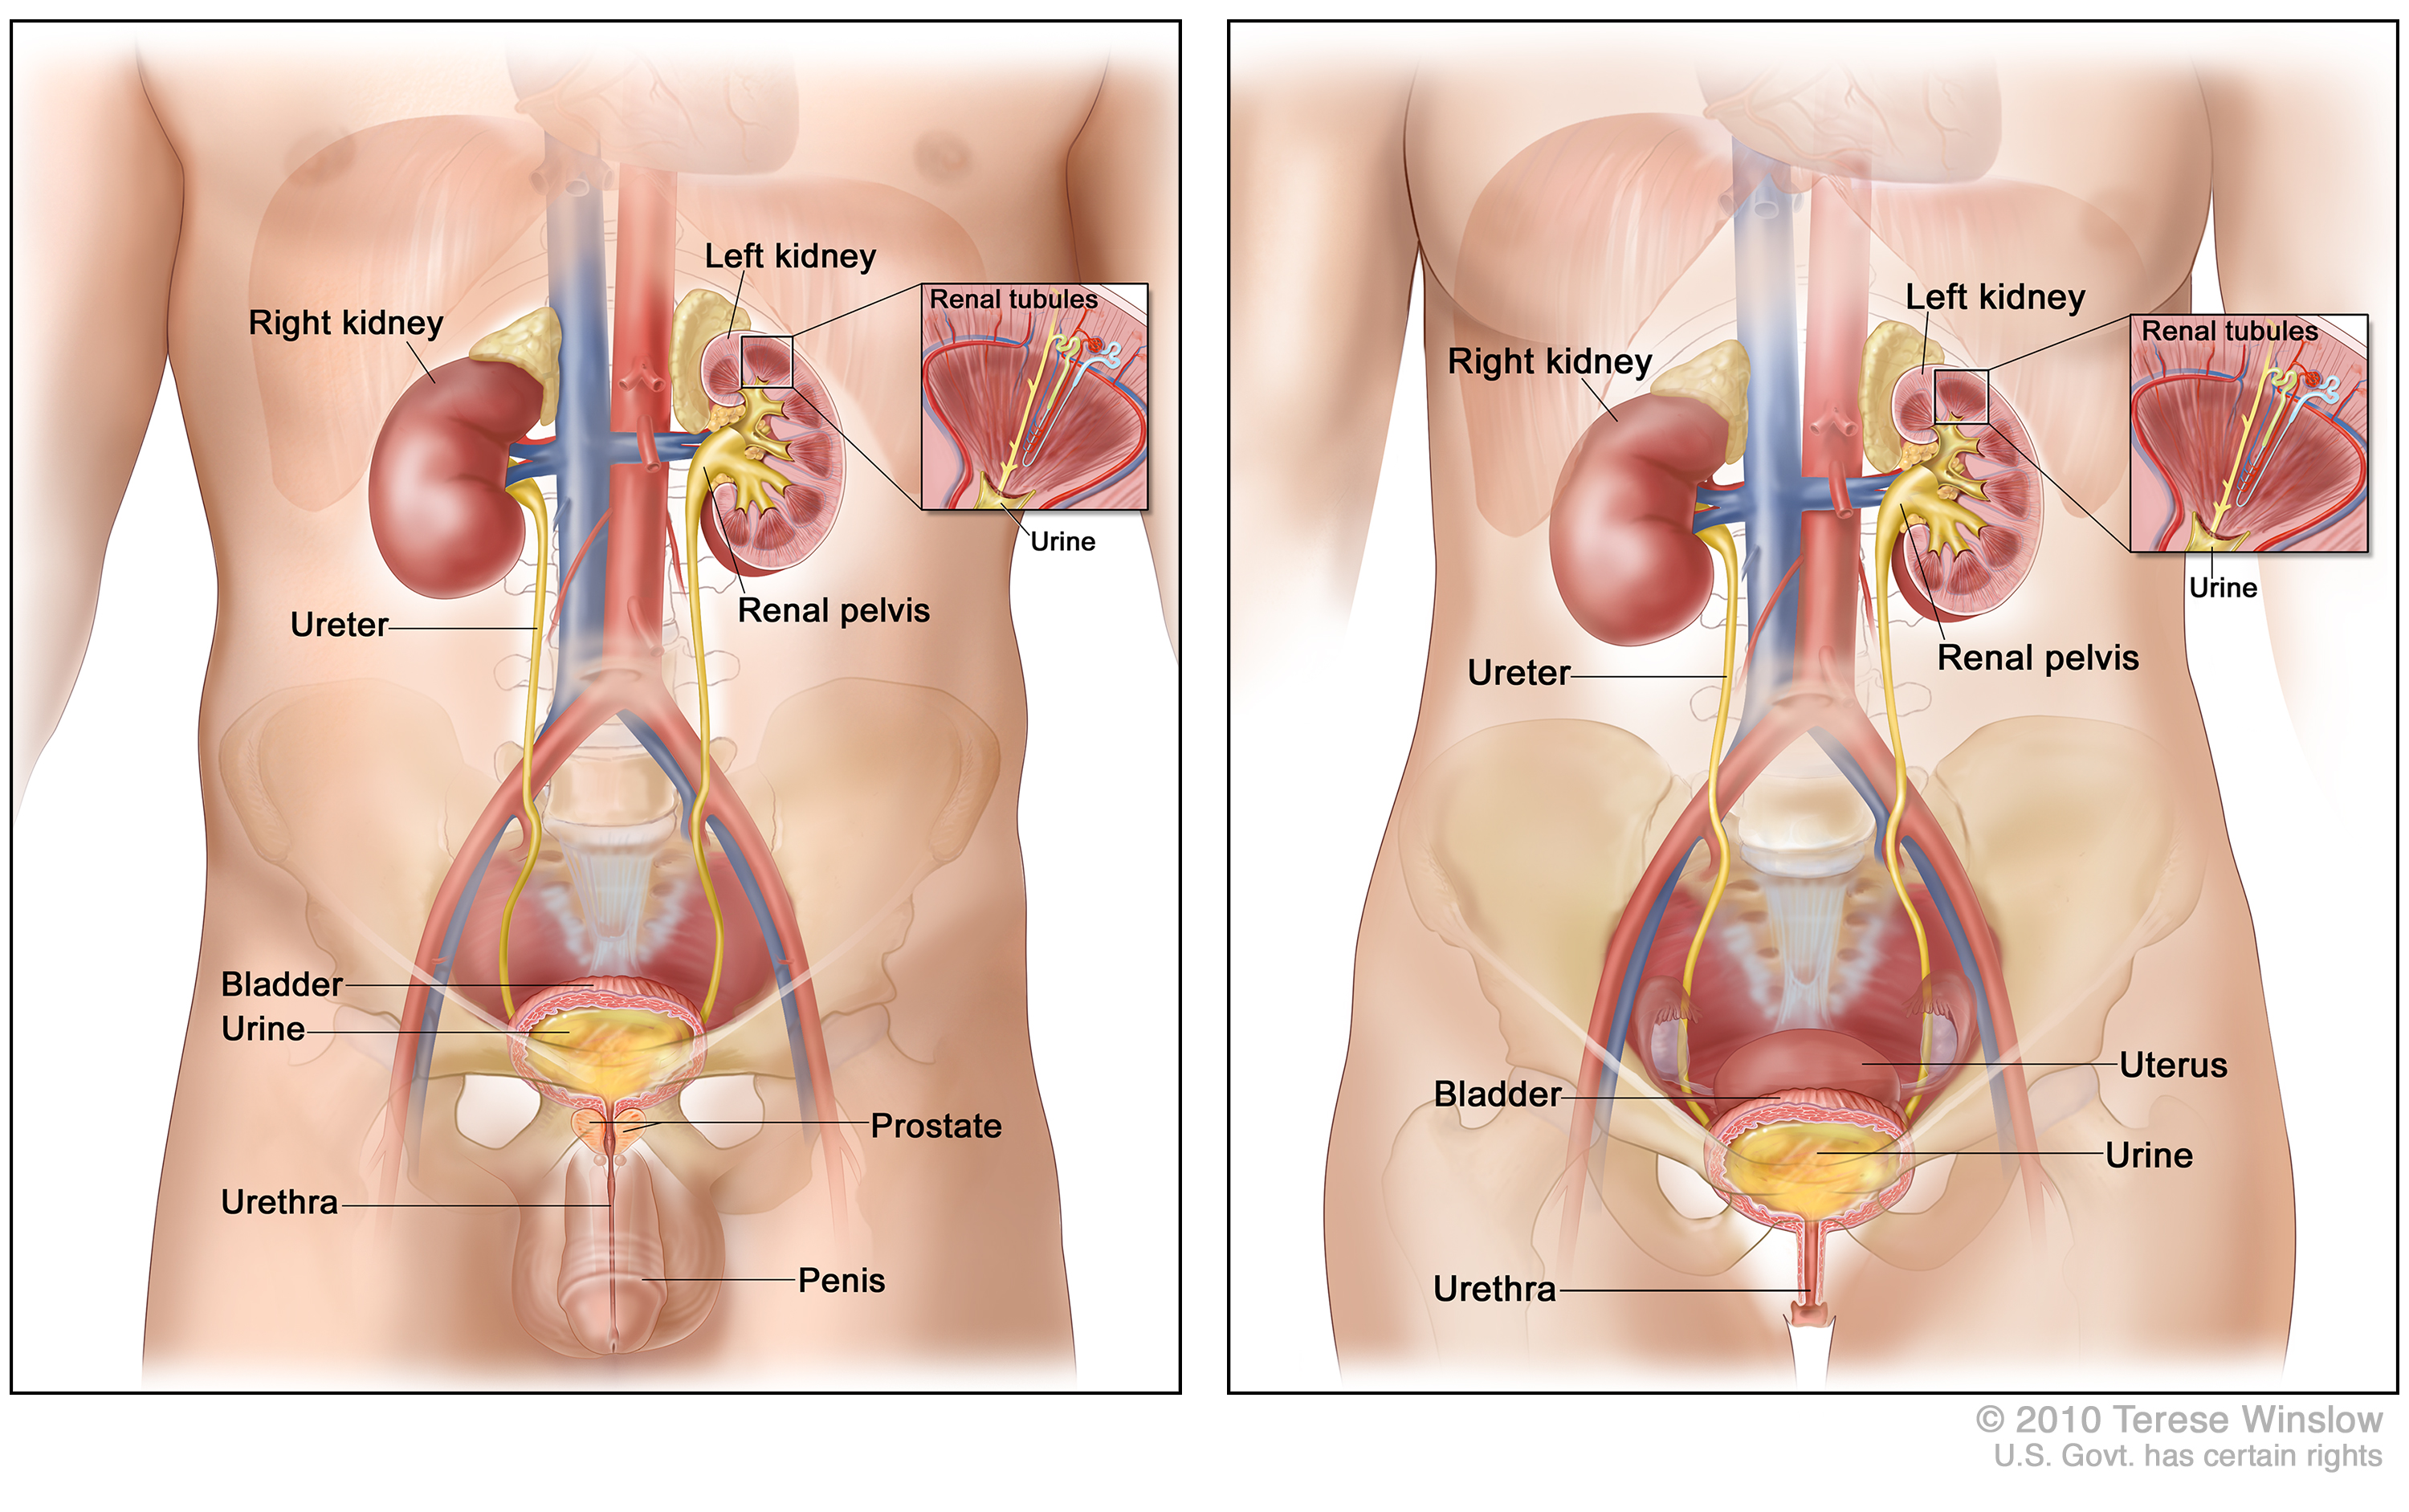 Left kidney
Renal tubules
Right kidney
Urine
Renal pelvis
Ureter
Bladder
Urine
Prostate
Urethra
Penis
Left kidney
Renal tubules
Right kidney
Urine
Renal pelvis
Ureter
Uterus
Bladder
Urine
Urethra
© 2010 Terese Winslow
U.S. Govt. has certain rights